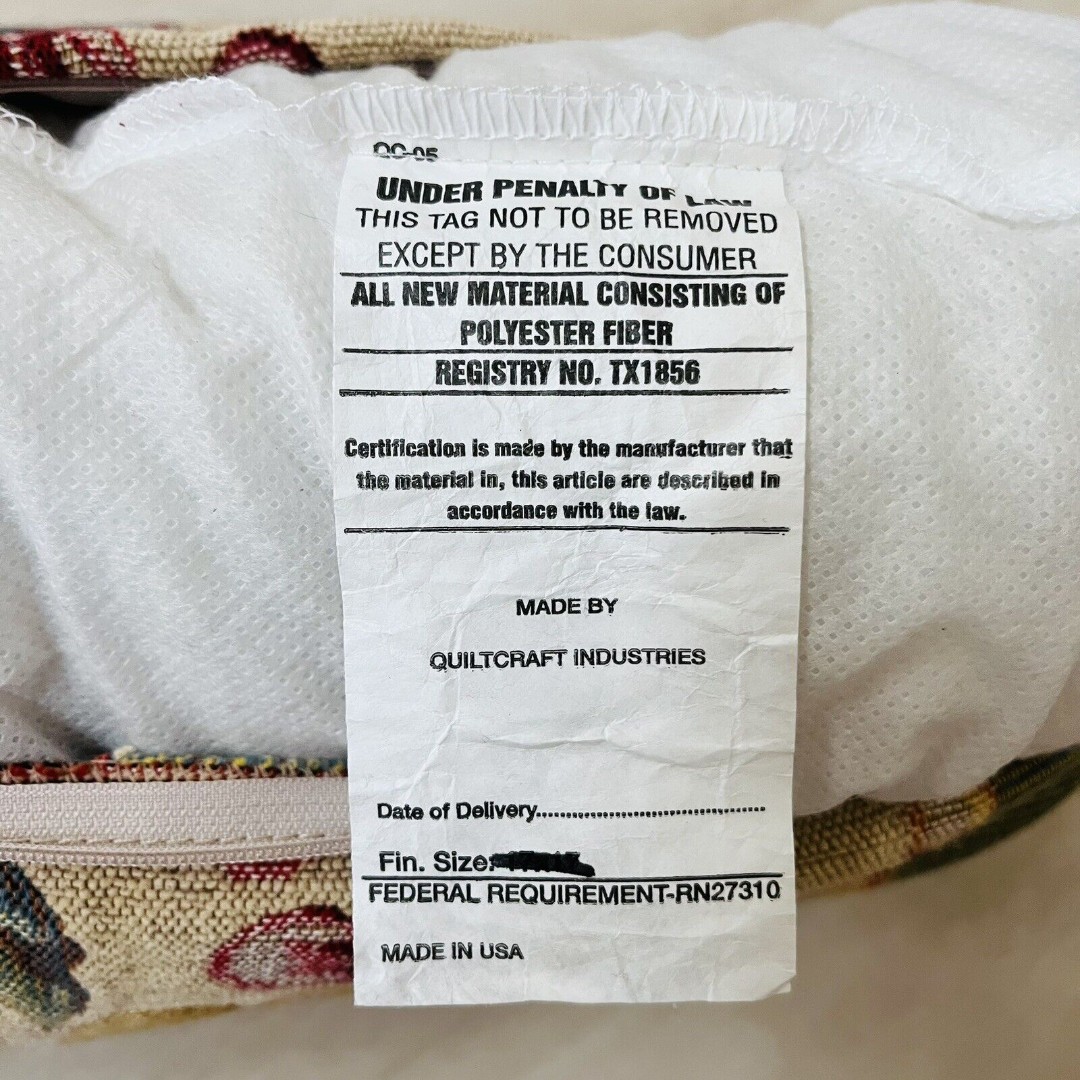 QC-05
UNDER PENALTY OF LAW
THIS TAG NOT TO BE REMOVED
EXCEPT BY THE CONSUMER
ALL NEW MATERIAL CONSISTING OF
POLYESTER FIBER
REGISTRY NO. TX1856
Certification is made by the manufacturer that
the material in, this article are described in
accordance with the law.
MADE BY
QUILTCRAFT INDUSTRIES
Date of Delivery.......................................
Fin. Size:
FEDERAL REQUIREMENT-RN27310
MADE IN USA